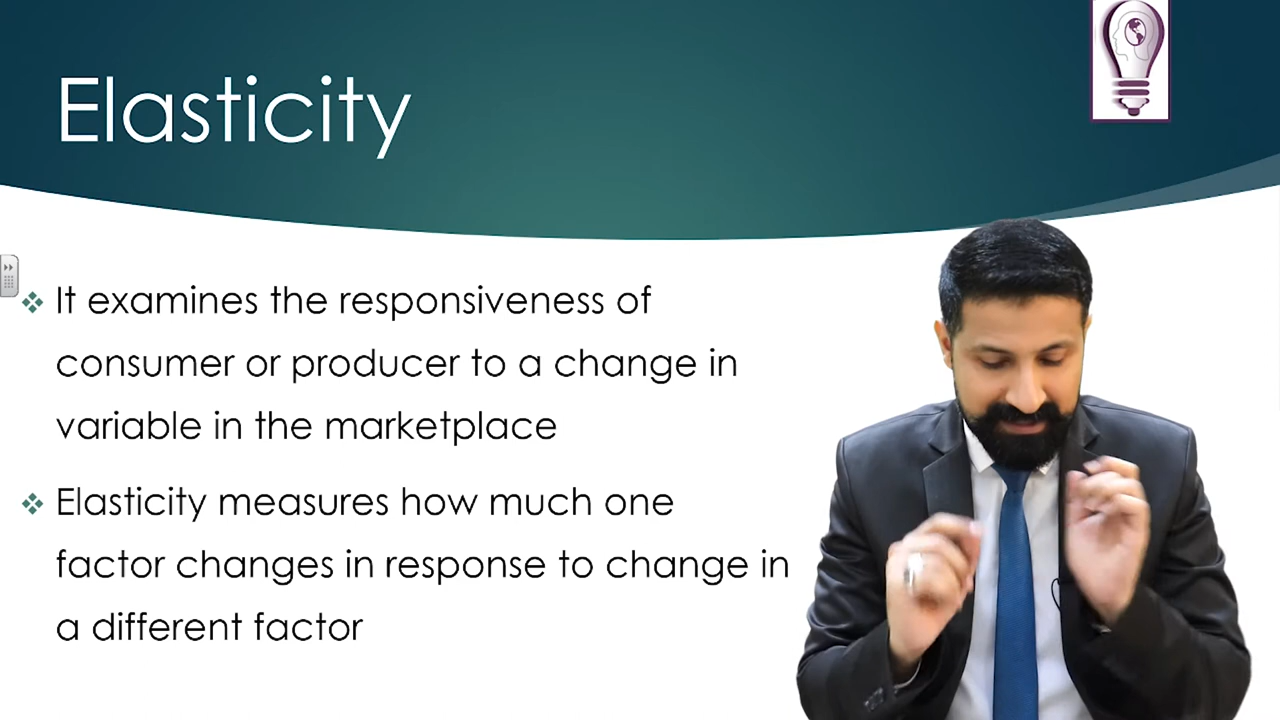 Elasticity
It examines the responsiveness of
consumer or producer to a change in
variable in the marketplace
Elasticity measures how much one
factor changes in response to change in
a different factor